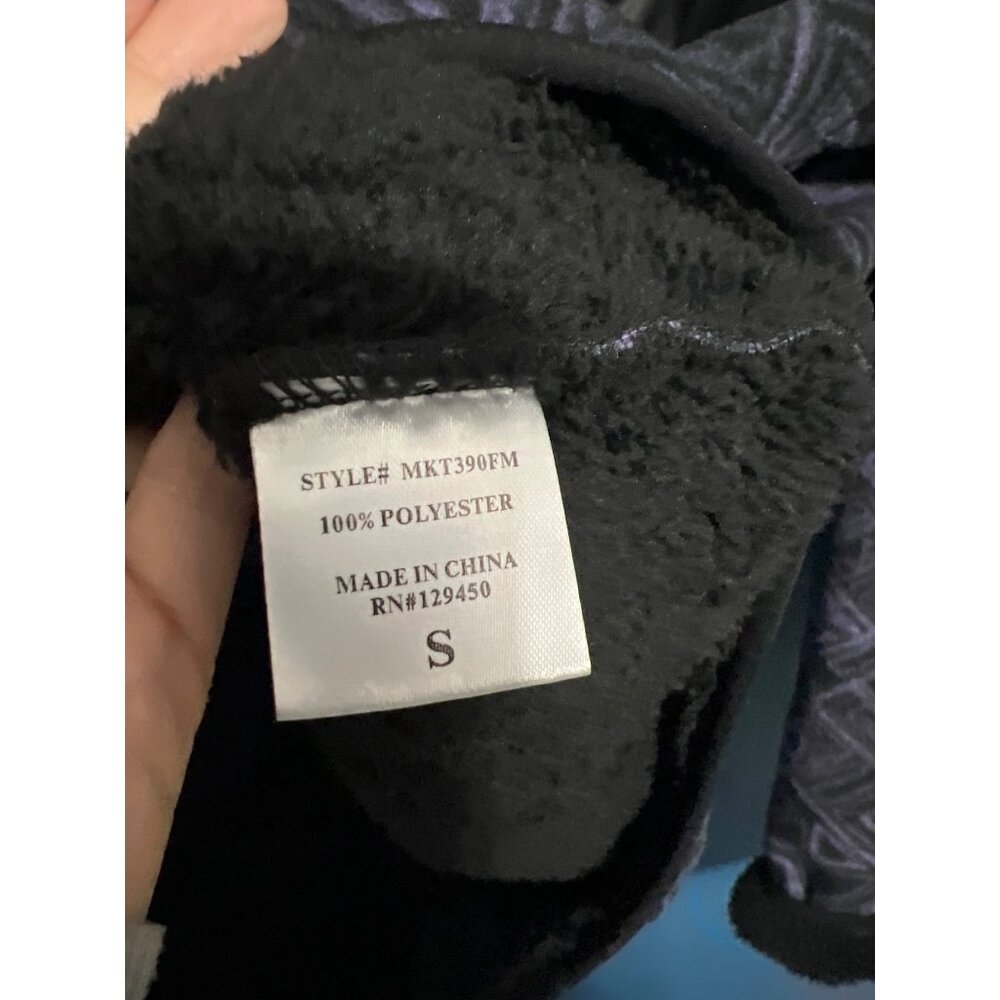 STYLE# MKT390FM
100% POLYESTER
MADE IN CHINA
RN#129450
S